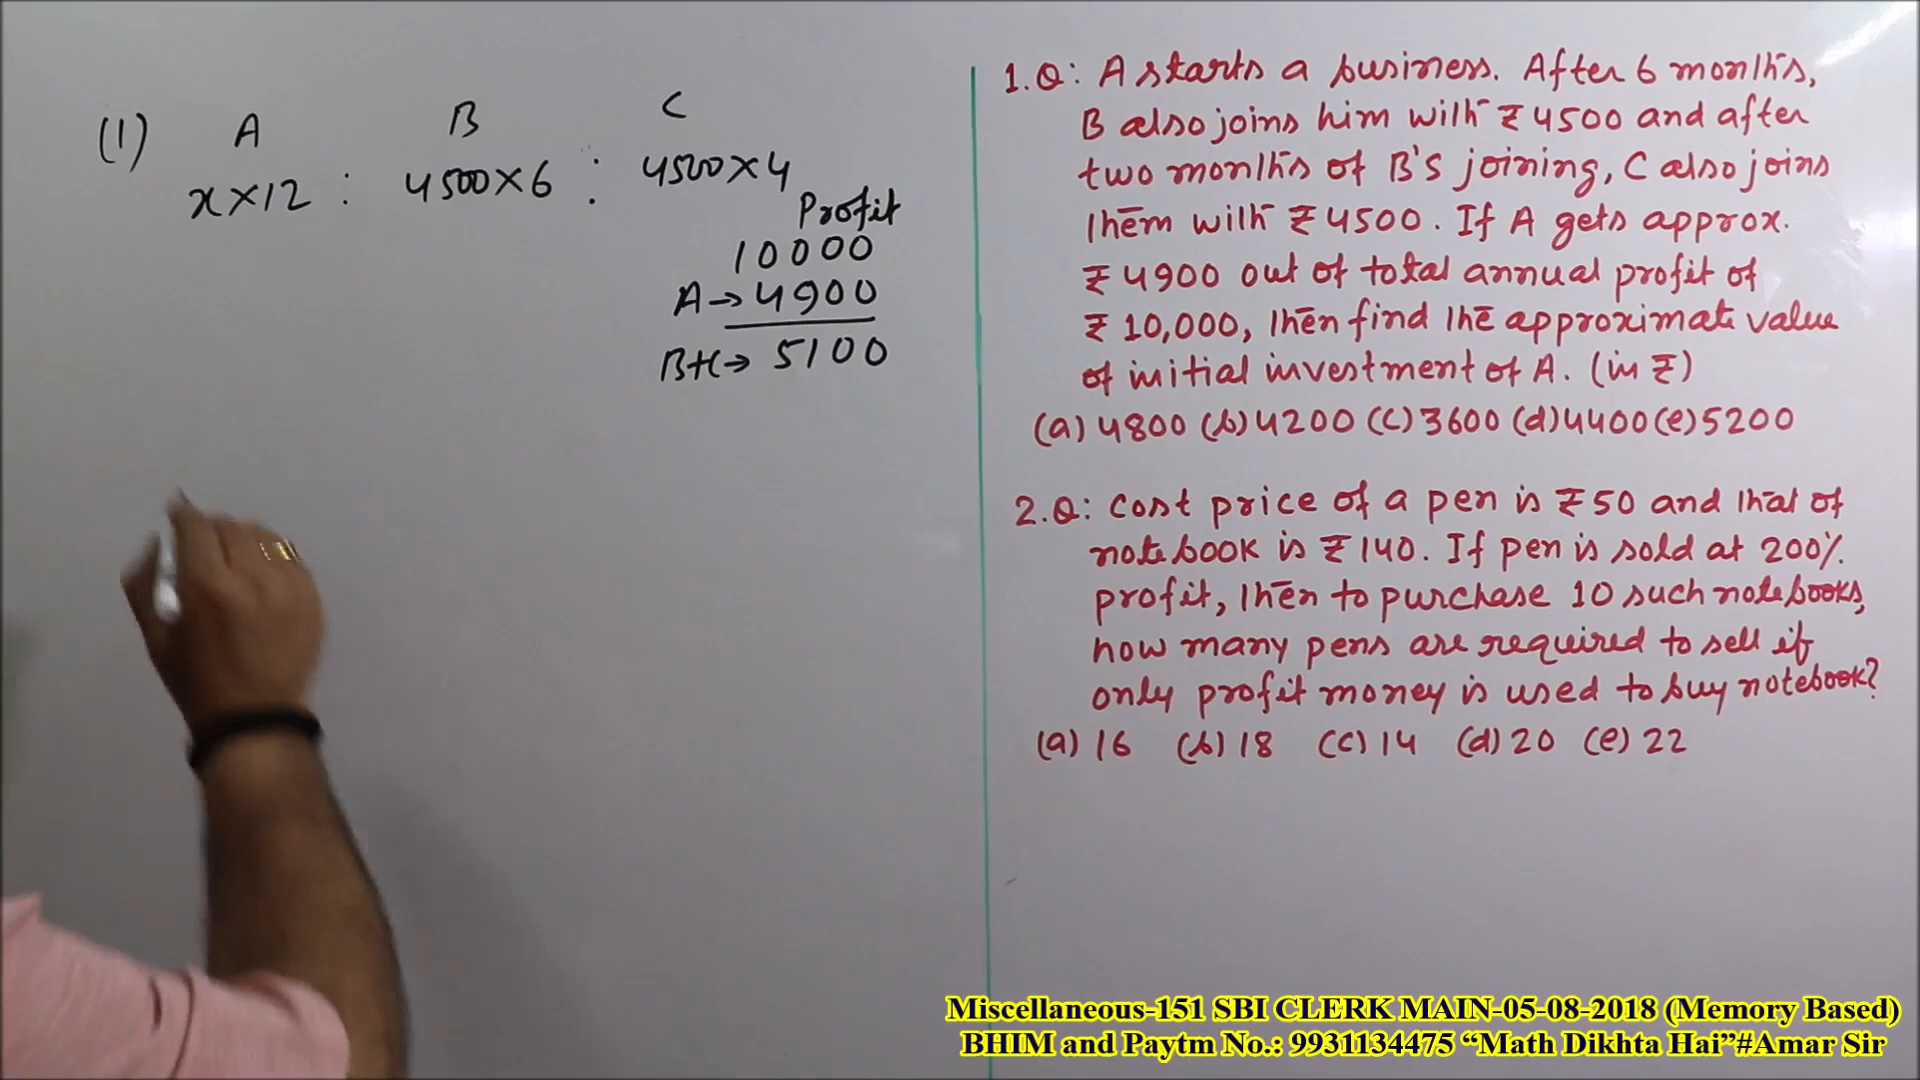 (1) A B C
x×12 : 4500×6 : 4500×4
Profit
10000
A→4900
B+C→5100
1.Q: A starts a business. After 6 months,
B also joins him with ₹4500 and after
two months of B's joining, C also joins
them with ₹4500. If A gets approx.
₹4900 out of total annual profit of
₹10,000, then find the approximate value
of initial investment of A. (in ₹)
(a) 4800 (b) 4200 (c) 3600 (d) 4400 (e) 5200
2.Q: Cost price of a pen is ₹50 and that of
notebook is ₹140. If pen is sold at 200%
profit, then to purchase 10 such notebooks,
how many pens are required to sell if
only profit money is used to buy notebook?
(a) 16 (b) 18 (c) 14 (d) 20 (e) 22
Miscellaneous-151 SBI CLERK MAIN-05-08-2018 (Memory Based)
BHIM and Paytm No.: 9931134475 “Math Dikhta Hai”#Amar Sir